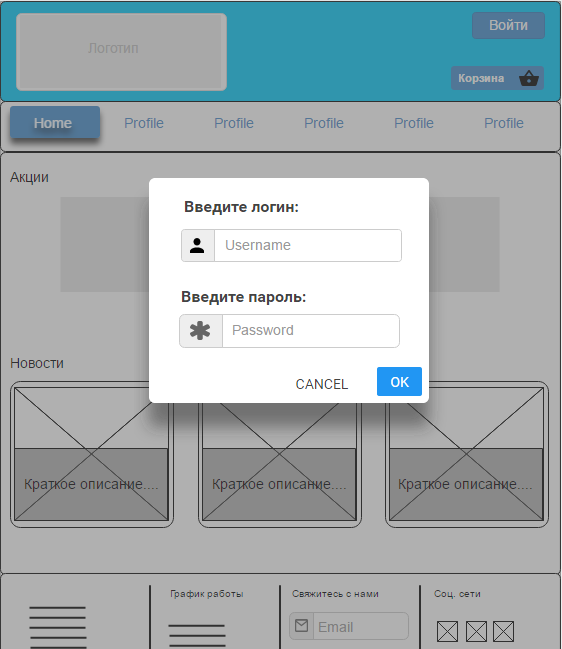 Логотип
Войти
Корзина
Home
Profile
Profile
Profile
Profile
Profile
Акции
Введите логин:
Username
Введите пароль:
Password
CANCEL
OK
Новости
Краткое описание....
Краткое описание....
Краткое описание....
График работы
Свяжитесь с нами
Соц. сети
Email